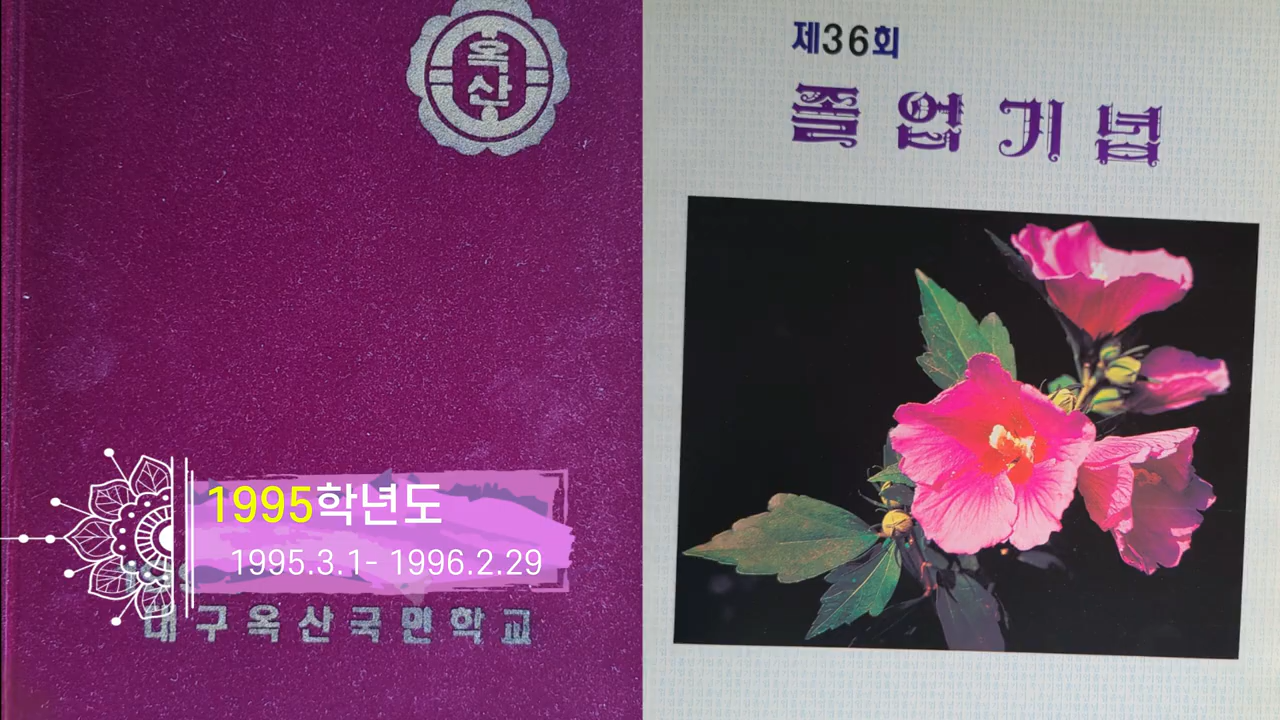 옥산
1995학년도
1995.3.1- 1996.2.29
대구옥산국민학교
제36회
졸업기념